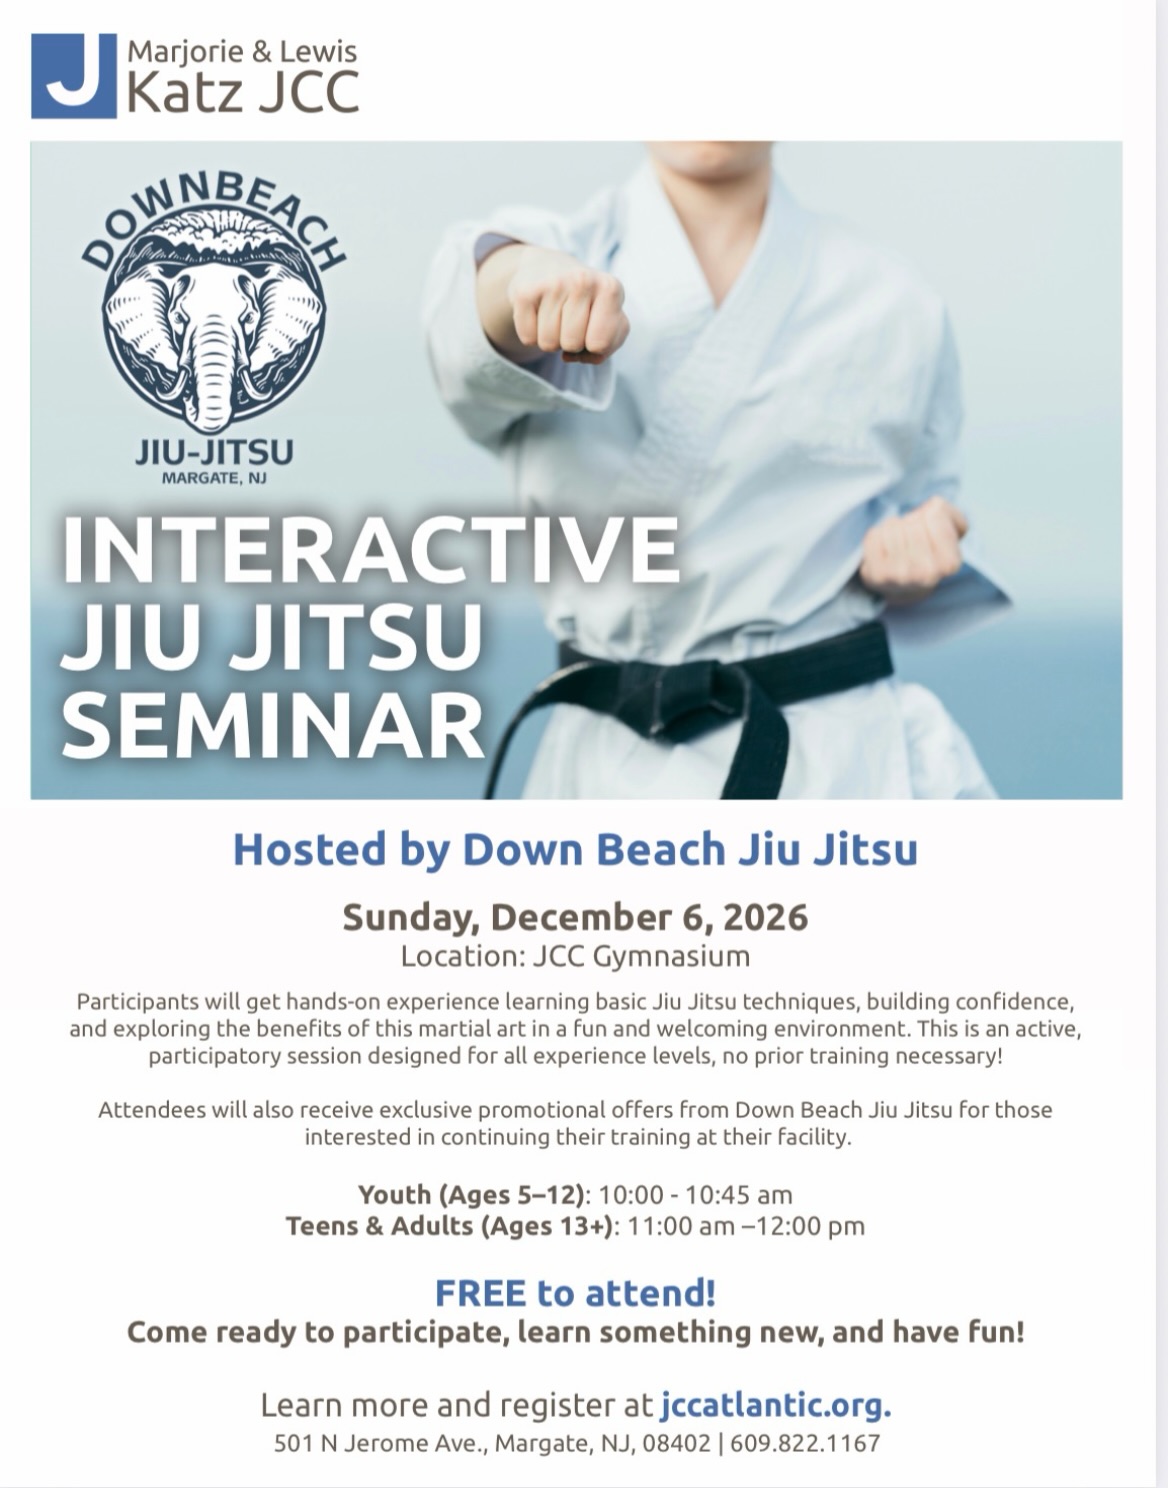 J
Marjorie & Lewis
Katz JCC
DOWNBEACH
JIU-JITSU
MARGATE, NJ
INTERACTIVE
JIU JITSU
SEMINAR
Hosted by Down Beach Jiu Jitsu
Sunday, December 6, 2026
Location: JCC Gymnasium
Participants will get hands-on experience learning basic Jiu Jitsu techniques, building confidence,
and exploring the benefits of this martial art in a fun and welcoming environment. This is an active,
participatory session designed for all experience levels, no prior training necessary!
Attendees will also receive exclusive promotional offers from Down Beach Jiu Jitsu for those
interested in continuing their training at their facility.
Youth (Ages 5–12): 10:00 - 10:45 am
Teens & Adults (Ages 13+): 11:00 am –12:00 pm
FREE to attend!
Come ready to participate, learn something new, and have fun!
Learn more and register at jccatlantic.org.
501 N Jerome Ave., Margate, NJ, 08402 | 609.822.1167